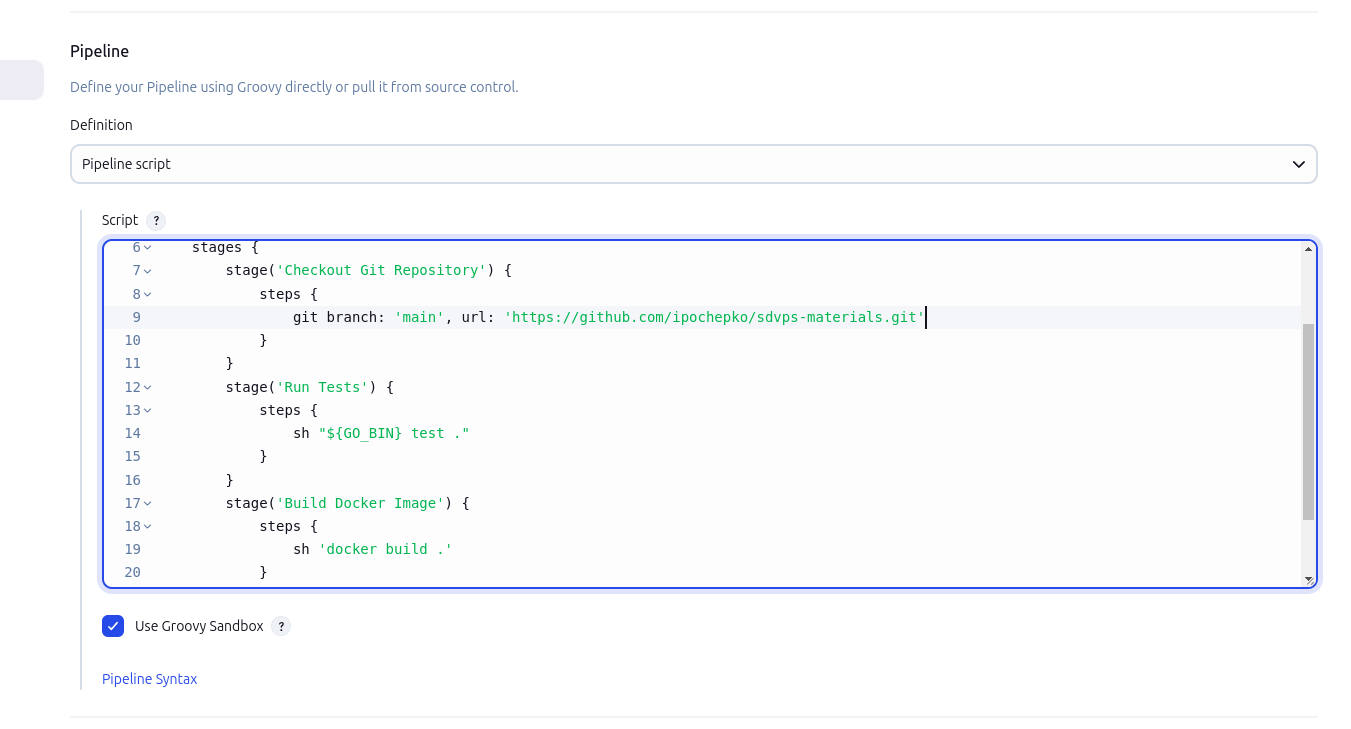 Pipeline
Define your Pipeline using Groovy directly or pull it from source control.
Definition
Pipeline script
Script ?
6 stages {
7 stage('Checkout Git Repository') {
8 steps {
9 git branch: 'main', url: 'https://github.com/ipochepko/sdvps-materials.git'
10 }
11 }
12 stage('Run Tests') {
13 steps {
14 sh "${GO_BIN} test ."
15 }
16 }
17 stage('Build Docker Image') {
18 steps {
19 sh 'docker build .'
20 }
Use Groovy Sandbox ?
Pipeline Syntax